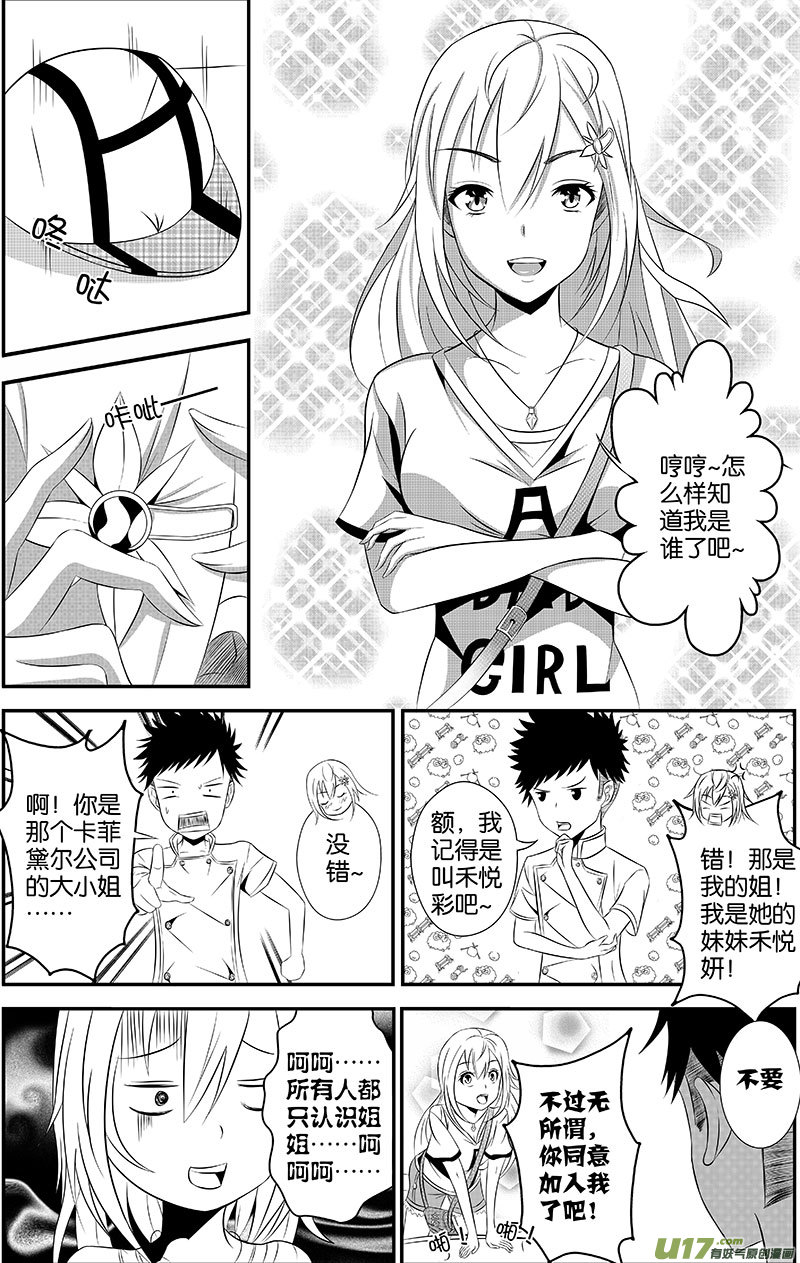 咚
哒
咔呲——
哼哼~怎
么样知
道我是
谁了吧~
A
BAD
GIRL
啊！你是
那个卡菲
黛尔公司
的大小姐
……
没
错~
额，我
记得是
叫禾悦
彩吧~
错！那是
我的姐！
我是她的
妹妹禾悦
妍！
呵呵……
所有人都
只认识姐
姐……呵
呵呵……
不过无
所谓，
你同意
加入我
了吧！
啪！
啪—！
不要
U17.com
有妖气原创漫画